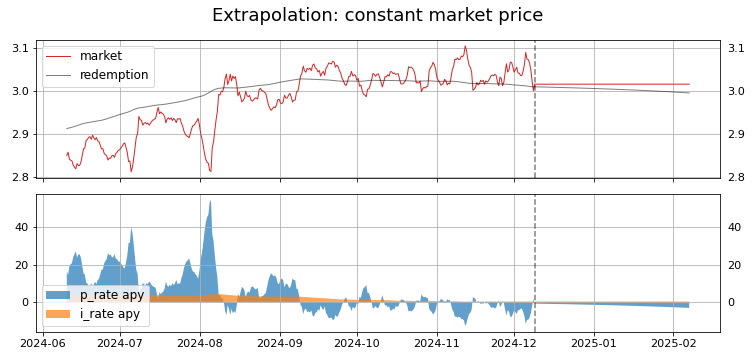 Extrapolation: constant market price
3.1
3.0
2.9
2.8
market
redemption
3.1
3.0
2.9
2.8
40
20
0
p_rate apy
i_rate apy
40
20
0
2024-06 2024-07 2024-08 2024-09 2024-10 2024-11 2024-12 2025-01 2025-02